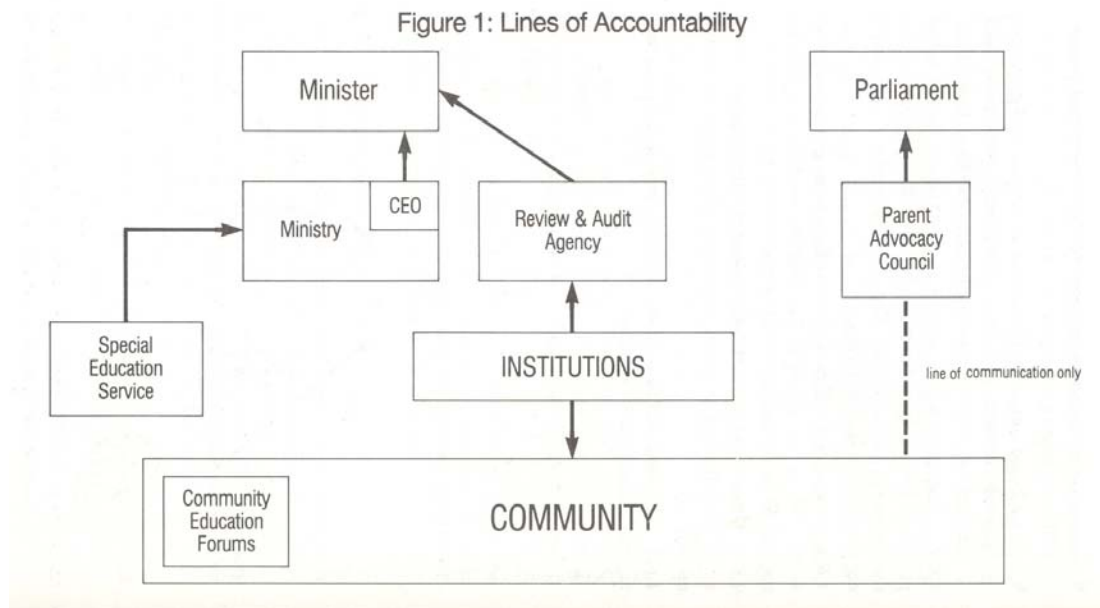 Figure 1: Lines of Accountability
Minister
Parliament
CEO
Ministry
Review & Audit
Agency
Parent
Advocacy
Council
Special
Education
Service
INSTITUTIONS
line of communication only
Community
Education
Forums
COMMUNITY